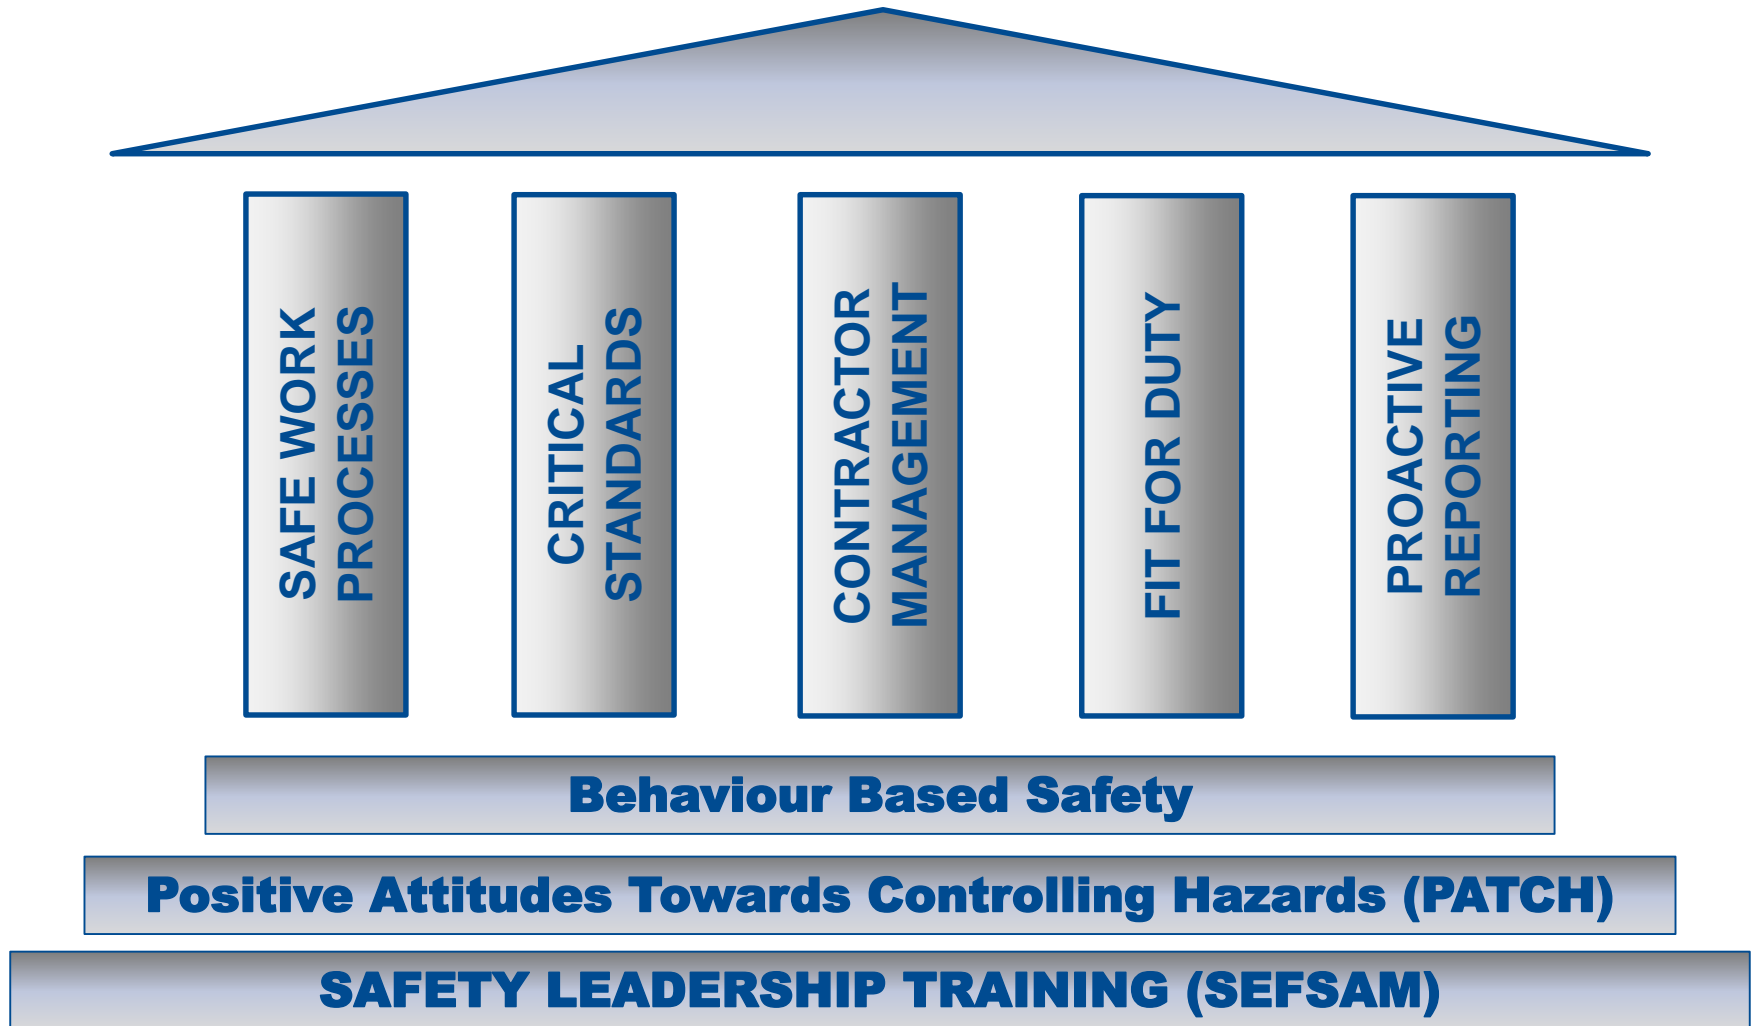 SAFE WORK
PROCESSES
CRITICAL
STANDARDS
CONTRACTOR
MANAGEMENT
FIT FOR DUTY
PROACTIVE
REPORTING
Behaviour Based Safety
Positive Attitudes Towards Controlling Hazards (PATCH)
SAFETY LEADERSHIP TRAINING (SEFSAM)